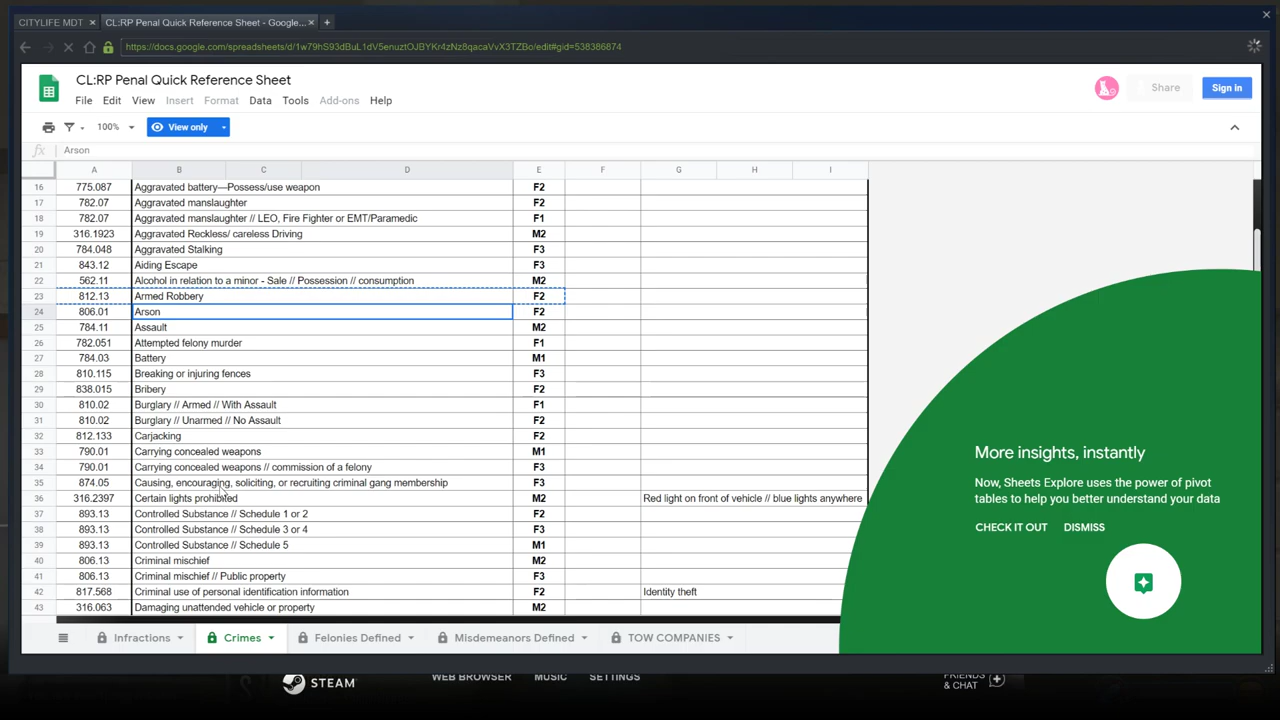 CITYLIFE MDT
CL:RP Penal Quick Reference Sheet - Google...
https://docs.google.com/spreadsheets/d/1w79hS93dBuL1dV5enuztOJBYKr4zNz8qacaVvX3TZBo/edit#gid=538386874
CL:RP Penal Quick Reference Sheet
File Edit View Insert Format Data Tools Add-ons Help
Share
Sign in
100% View only
fx Arson
A B C D E F G H I
16 775.087 Aggravated battery—Possess/use weapon F2
17 782.07 Aggravated manslaughter F2
18 782.07 Aggravated manslaughter // LEO, Fire Fighter or EMT/Paramedic F1
19 316.1923 Aggravated Reckless/ careless Driving M2
20 784.048 Aggravated Stalking F3
21 843.12 Aiding Escape F3
22 562.11 Alcohol in relation to a minor - Sale // Possession // consumption M2
23 812.13 Armed Robbery F2
24 806.01 Arson F2
25 784.11 Assault M2
26 782.051 Attempted felony murder F1
27 784.03 Battery M1
28 810.115 Breaking or injuring fences F3
29 838.015 Bribery F2
30 810.02 Burglary // Armed // With Assault F1
31 810.02 Burglary // Unarmed // No Assault F2
32 812.133 Carjacking F2
33 790.01 Carrying concealed weapons M1
34 790.01 Carrying concealed weapons // commission of a felony F3
35 874.05 Causing, encouraging, soliciting, or recruiting criminal gang membership F3
36 316.2397 Certain lights prohibited M2 Red light on front of vehicle // blue lights anywhere
37 893.13 Controlled Substance // Schedule 1 or 2 F2
38 893.13 Controlled Substance // Schedule 3 or 4 F3
39 893.13 Controlled Substance // Schedule 5 M1
40 806.13 Criminal mischief M2
41 806.13 Criminal mischief // Public property F3
42 817.568 Criminal use of personal identification information F2 Identity theft
43 316.063 Damaging unattended vehicle or property M2
More insights, instantly
Now, Sheets Explore uses the power of pivot
tables to help you better understand your data
CHECK IT OUT DISMISS
Infractions Crimes Felonies Defined Misdemeanors Defined TOW COMPANIES
STEAM
WEB BROWSER MUSIC SETTINGS
FRIENDS
& CHAT